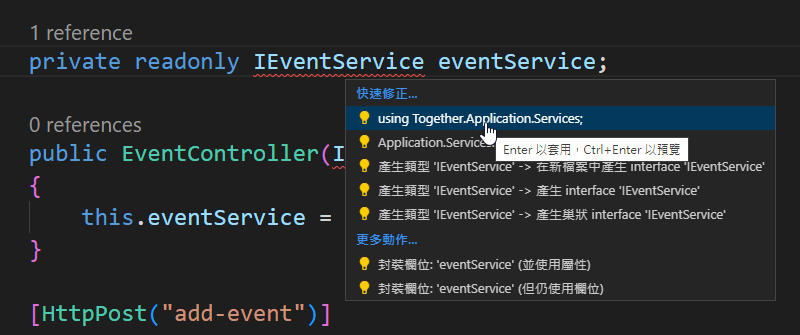 1 reference
private readonly IEventService eventService;
快速修正...
using Together.Application.Services;
0 references
Application.Services.
Enter 以套用，Ctrl+Enter 以預覽
public EventController(I
產生類型 'IEventService' -> 在新檔案中產生 interface 'IEventService'
{
產生類型 'IEventService' -> 產生 interface 'IEventService'
this.eventService =
產生類型 'IEventService' -> 產生巢狀 interface 'IEventService'
}
更多動作...
封裝欄位: 'eventService' (並使用屬性)
封裝欄位: 'eventService' (但仍使用欄位)
[HttpPost("add-event")]